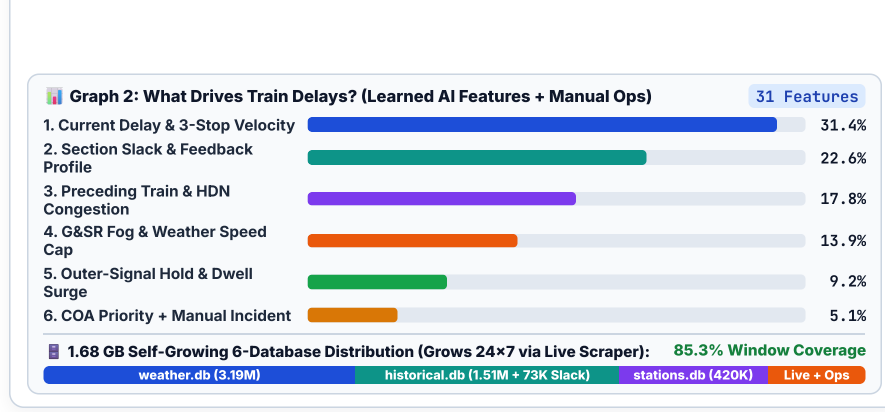 Graph 2: What Drives Train Delays? (Learned AI Features + Manual Ops) 31 Features
1. Current Delay & 3-Stop Velocity 31.4%
2. Section Slack & Feedback
Profile 22.6%
3. Preceding Train & HDN
Congestion 17.8%
4. G&SR Fog & Weather Speed
Cap 13.9%
5. Outer-Signal Hold & Dwell
Surge 9.2%
6. COA Priority + Manual Incident 5.1%
1.68 GB Self-Growing 6-Database Distribution (Grows 24×7 via Live Scraper): 85.3% Window Coverage
weather.db (3.19M) historical.db (1.51M + 73K Slack) stations.db (420K) Live + Ops